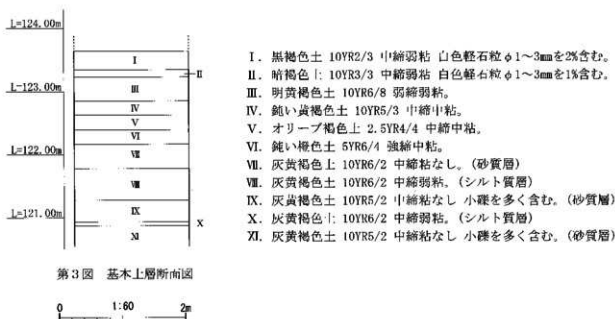 L=124.00m
L=123.00m
L=122.00m
L=121.00m
I
II
III
IV
V
VI
VII
VIII
IX
X
XI
I. 黒褐色土 10YR2/3 中締弱粘 白色軽石粒φ1〜3mmを2%含む。
II. 暗褐色土 10YR3/3 中締弱粘 白色軽石粒φ1〜3mmを1%含む。
III. 明黄褐色土 10YR6/8 弱締弱粘。
IV. 鈍い黄褐色土 10YR5/3 中締中粘。
V. オリーブ褐色土 2.5YR4/4 中締中粘。
VI. 鈍い橙色土 5YR6/4 強締中粘。
VII. 灰黄褐色土 10YR6/2 中締粘なし。(砂質層)
VIII. 灰黄褐色土 10YR6/2 中締弱粘。(シルト質層)
IX. 灰黄褐色土 10YR5/2 中締粘なし 小礫を多く含む。(砂質層)
X. 灰黄褐色土 10YR6/2 中締弱粘。(シルト質層)
XI. 灰黄褐色土 10YR5/2 中締粘なし 小礫を多く含む。(砂質層)
第3図 基本土層断面図
0 1:60 2m